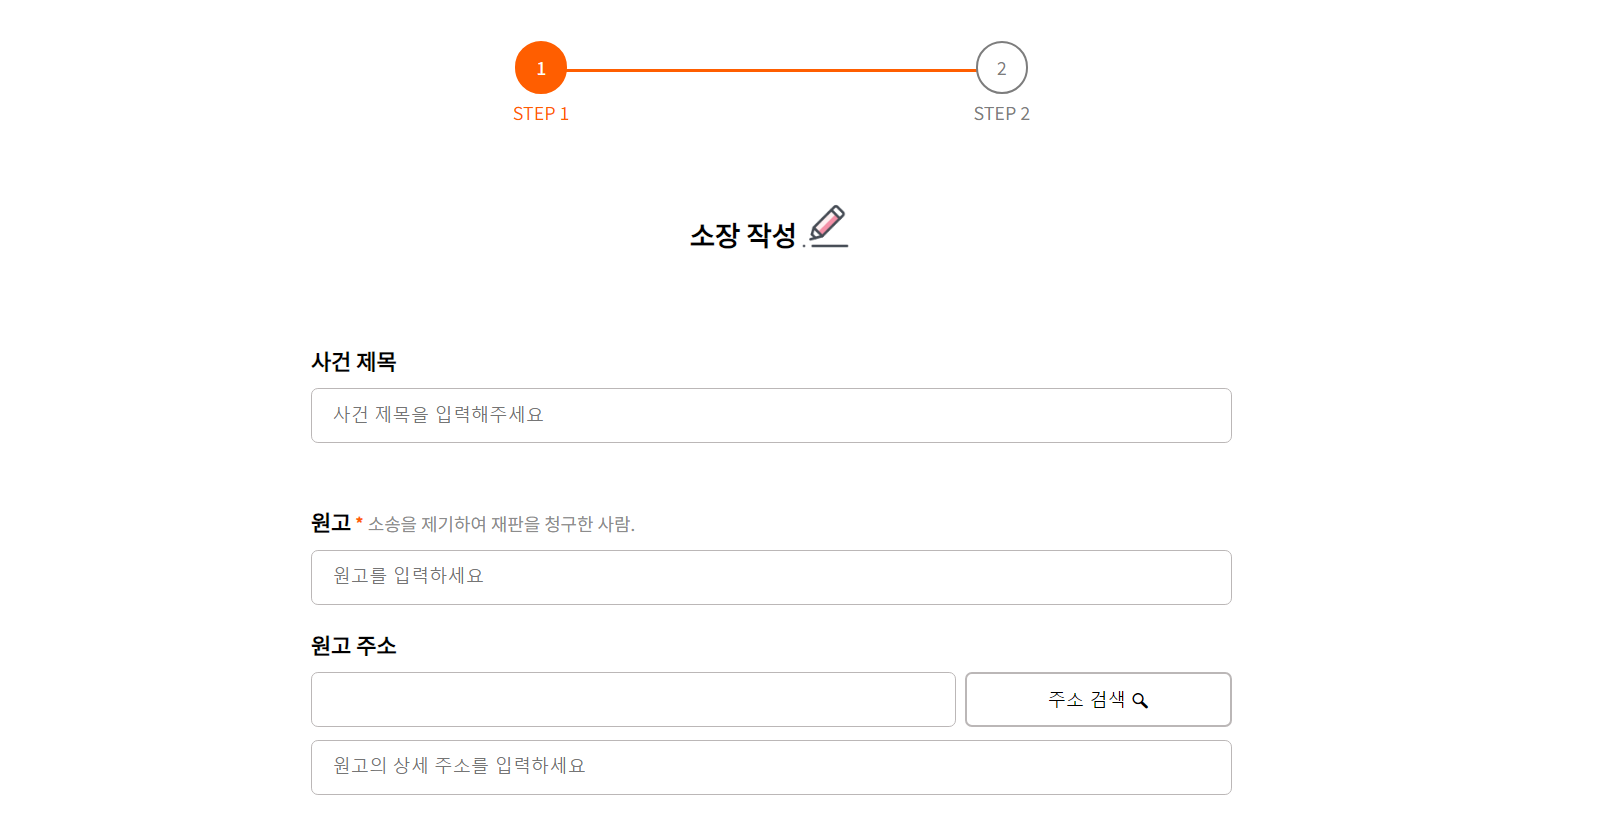 1 2
STEP 1 STEP 2
소장 작성
사건 제목
사건 제목을 입력해주세요
원고 * 소송을 제기하여 재판을 청구한 사람.
원고를 입력하세요
원고 주소
주소 검색
원고의 상세 주소를 입력하세요